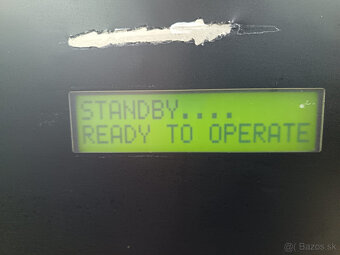 STANDBY....
READY TO OPERATE
© Bazos.sk